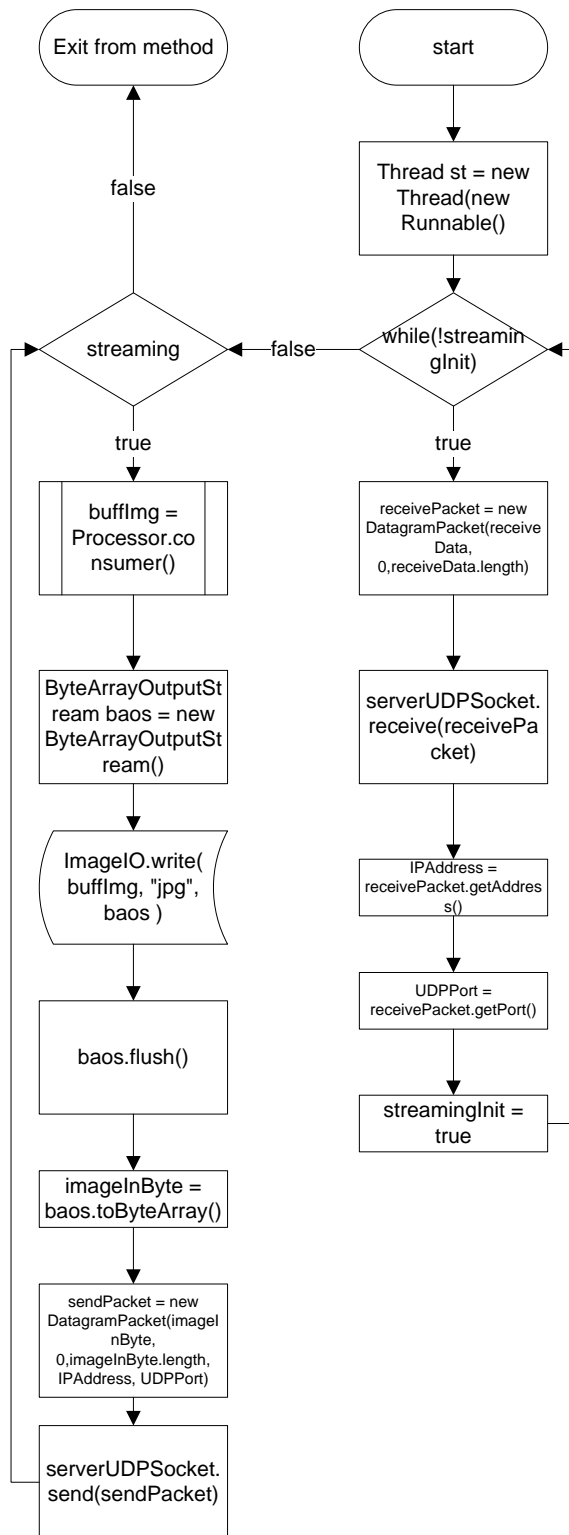 Exit from method
start
Thread st = new
Thread(new
Runnable()
false
streaming
false
while(!streamin
gInit)
true
true
buffImg =
Processor.co
nsumer()
receivePacket = new
DatagramPacket(receive
Data,
0,receiveData.length)
ByteArrayOutputSt
ream baos = new
ByteArrayOutputSt
ream()
serverUDPSocket.
receive(receivePa
cket)
ImageIO.write(
buffImg, "jpg",
baos )
IPAddress =
receivePacket.getAddres
s()
UDPPort =
receivePacket.getPort()
baos.flush()
streamingInit =
true
imageInByte =
baos.toByteArray()
sendPacket = new
DatagramPacket(imageI
nByte,
0,imageInByte.length,
IPAddress, UDPPort)
serverUDPSocket.
send(sendPacket)